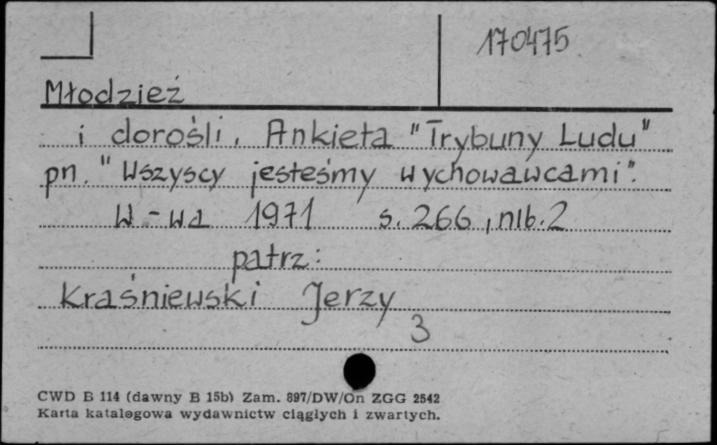 170475
Młodzież
i dorośli. Ankieta "Trybuny Ludu"
pn. "Wszyscy jesteśmy wychowawcami".
W-wa 1971 s. 266, nlb. 2
patrz:
Kraśniewski Jerzy
3
CWD B 114 (dawny B 15b) Zam. 897/DW/On ZGG 2542
Karta katalogowa wydawnictw ciągłych i zwartych.